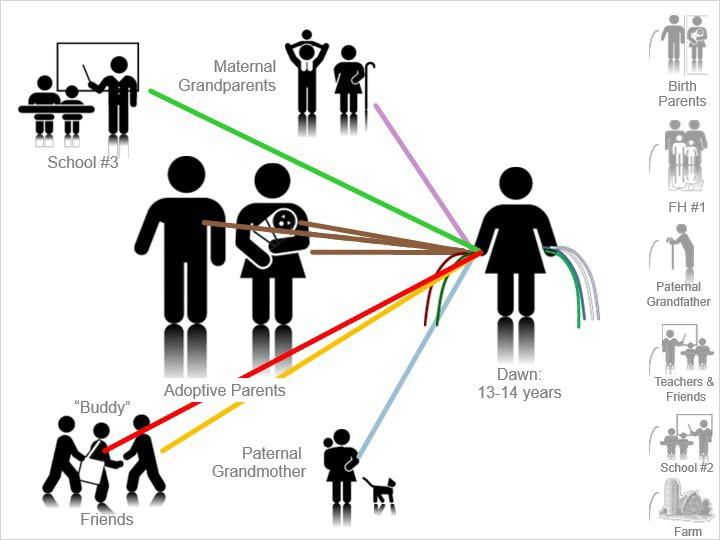 School #3
Maternal
Grandparents
Adoptive Parents
"Buddy"
Friends
Paternal
Grandmother
Dawn:
13-14 years
Birth
Parents
FH #1
Paternal
Grandfather
Teachers &
Friends
School #2
Farm